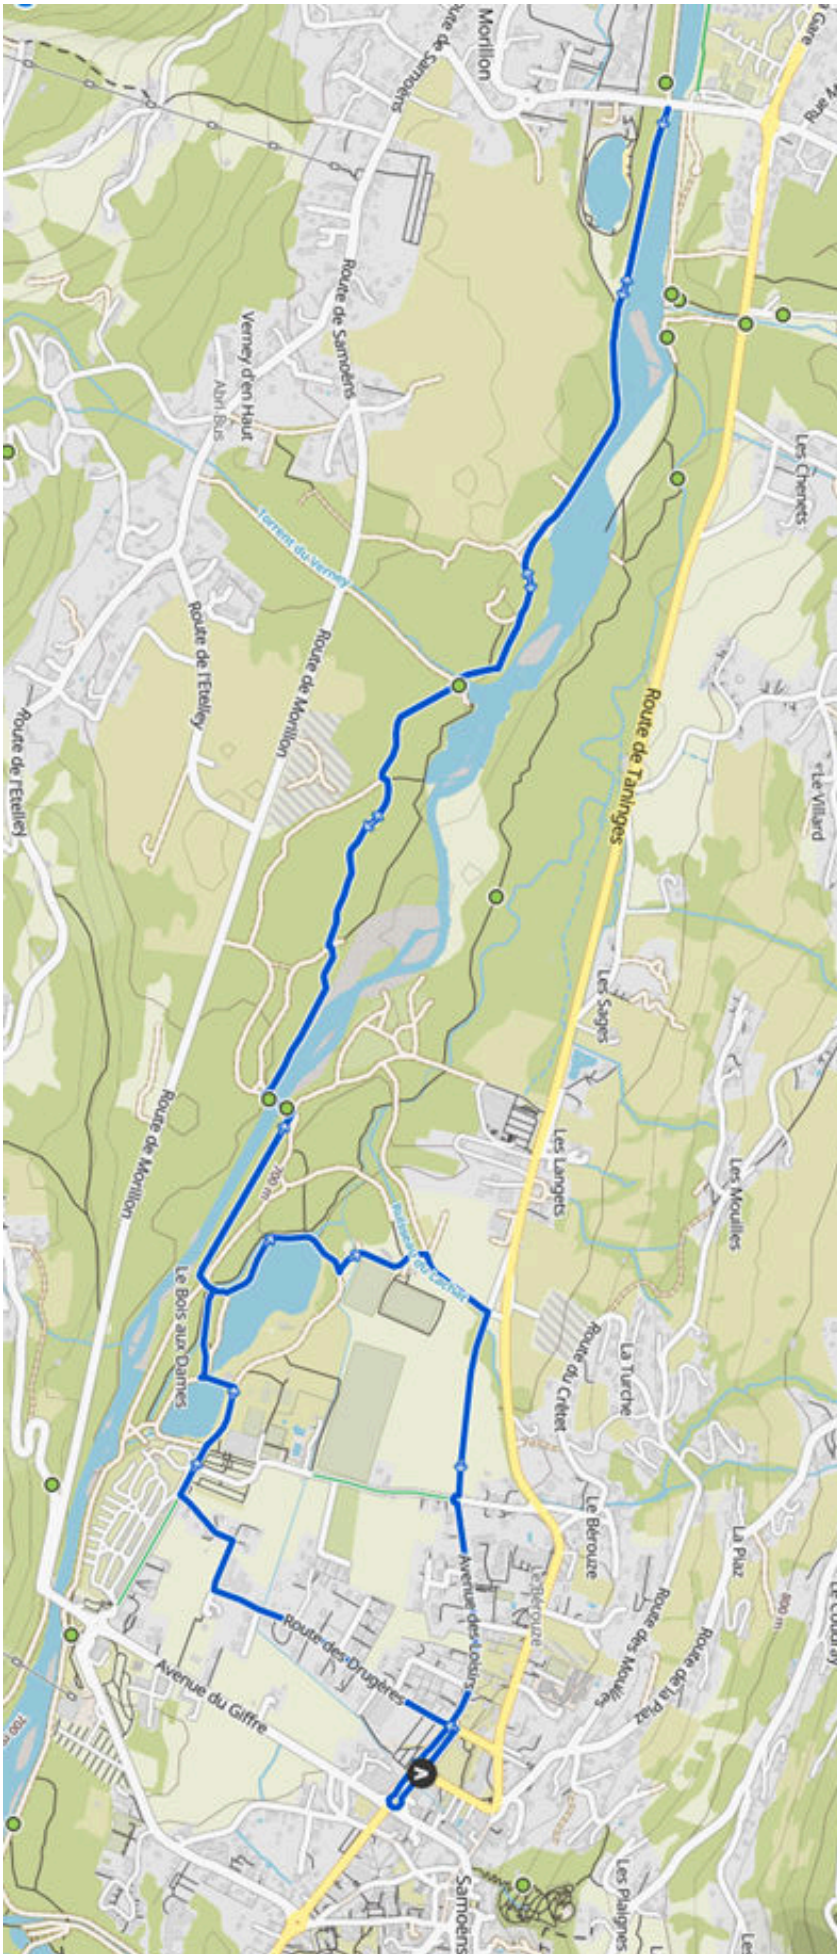 Morillon
Route de Samoëns
Gare
Route de Samoëns
Verney d'en Haut
Abri Bus
Les Chenets
Torrent du Verney
Route de l'Etelley
Route de Morillon
Route de l'Etelley
Route de Taninges
Le Villard
Les Sages
Route de Morillon
Les Langets
Les Mouilles
700 m
Ruisseau du Lachat
Le Bois aux Dames
Route du Crêtet
La Turche
Le Bérouze
La Piaz
800 m
Avenue des Loisirs
Le Bérouze
Route des Mouilles
Route de la Piaz
Route des Drugères
Avenue du Giffre
700 m
A
Samoëns
Les Plaignes